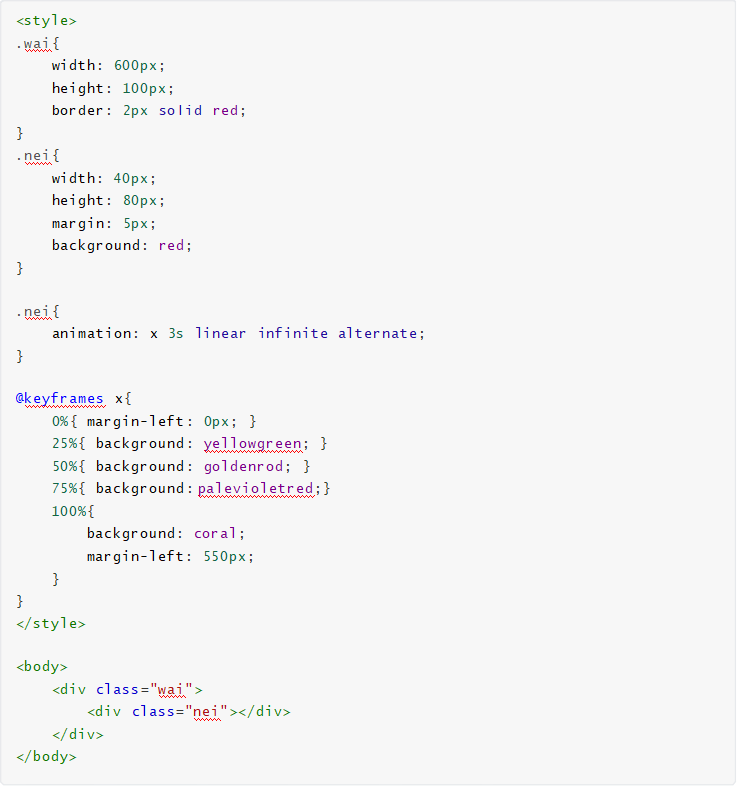 <style>
.wai{
    width: 600px;
    height: 100px;
    border: 2px solid red;
}
.nei{
    width: 40px;
    height: 80px;
    margin: 5px;
    background: red;
}

.nei{
    animation: x 3s linear infinite alternate;
}

@keyframes x{
    0%{ margin-left: 0px; }
    25%{ background: yellowgreen; }
    50%{ background: goldenrod; }
    75%{ background:palevioletred;}
    100%{
        background: coral;
        margin-left: 550px;
    }
}
</style>

<body>
    <div class="wai">
        <div class="nei"></div>
    </div>
</body>